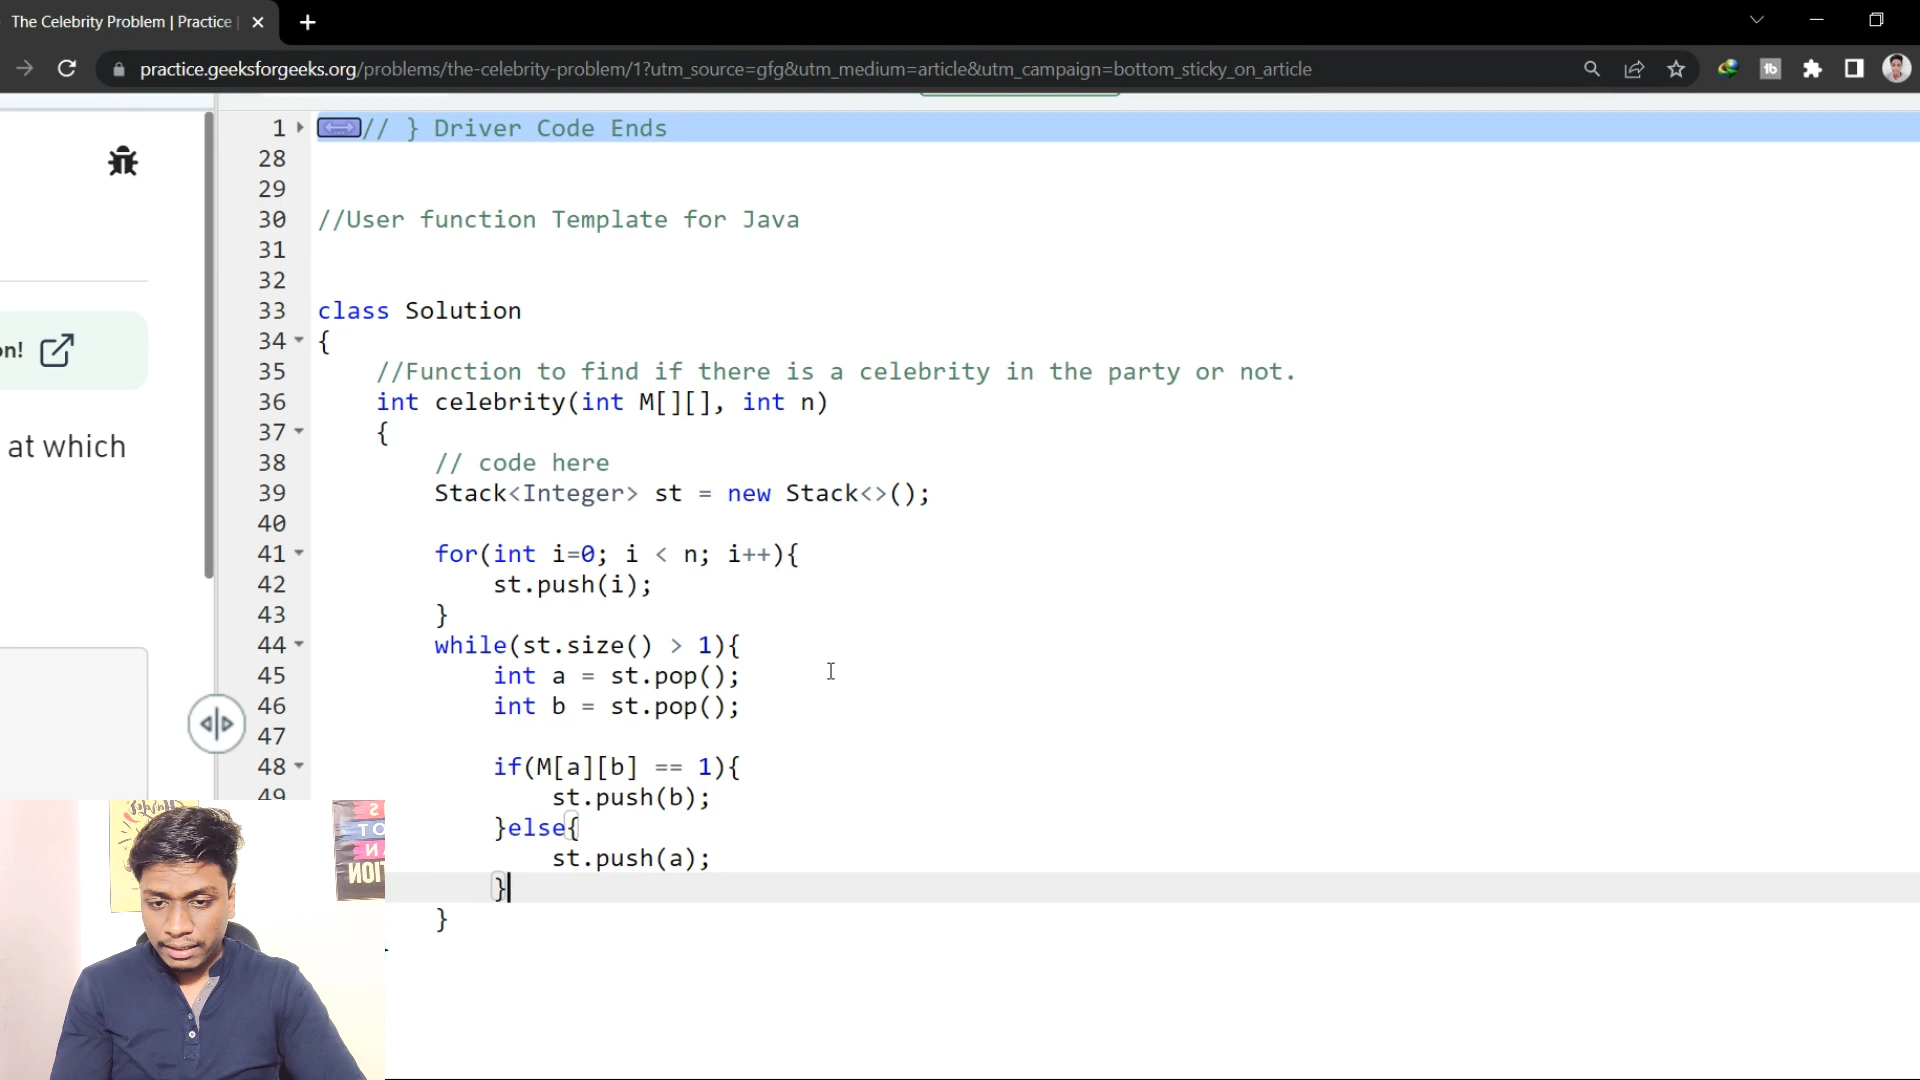 The Celebrity Problem | Practice
practice.geeksforgeeks.org/problems/the-celebrity-problem/1?utm_source=gfg&utm_medium=article&utm_campaign=bottom_sticky_on_article
on!
at which
1 // } Driver Code Ends
28
29
30 //User function Template for Java
31
32
33 class Solution
34 {
35 //Function to find if there is a celebrity in the party or not.
36 int celebrity(int M[][], int n)
37 {
38 // code here
39 Stack<Integer> st = new Stack<>();
40
41 for(int i=0; i < n; i++){
42 st.push(i);
43 }
44 while(st.size() > 1){
45 int a = st.pop();
46 int b = st.pop();
47
48 if(M[a][b] == 1){
49 st.push(b);
}else{
st.push(a);
}
}